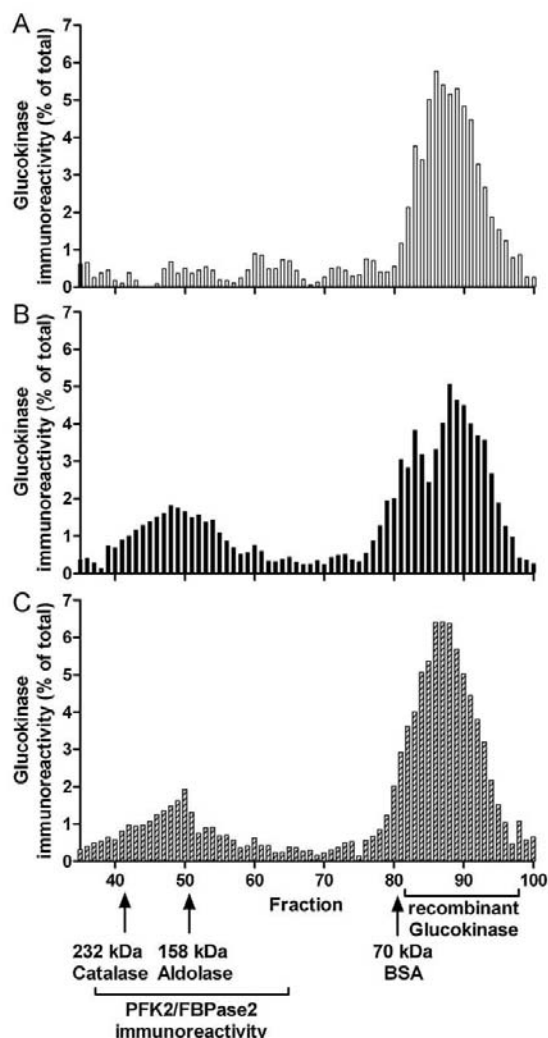 A
Glucokinase
immunoreactivity (% of total)
7
6
5
4
3
2
1
0
B
Glucokinase
immunoreactivity (% of total)
7
6
5
4
3
2
1
0
C
Glucokinase
immunoreactivity (% of total)
7
6
5
4
3
2
1
0
40 50 60 70 80 90 100
Fraction
recombinant
Glucokinase
232 kDa 158 kDa 70 kDa
Catalase Aldolase BSA
PFK2/FBPase2
immunoreactivity